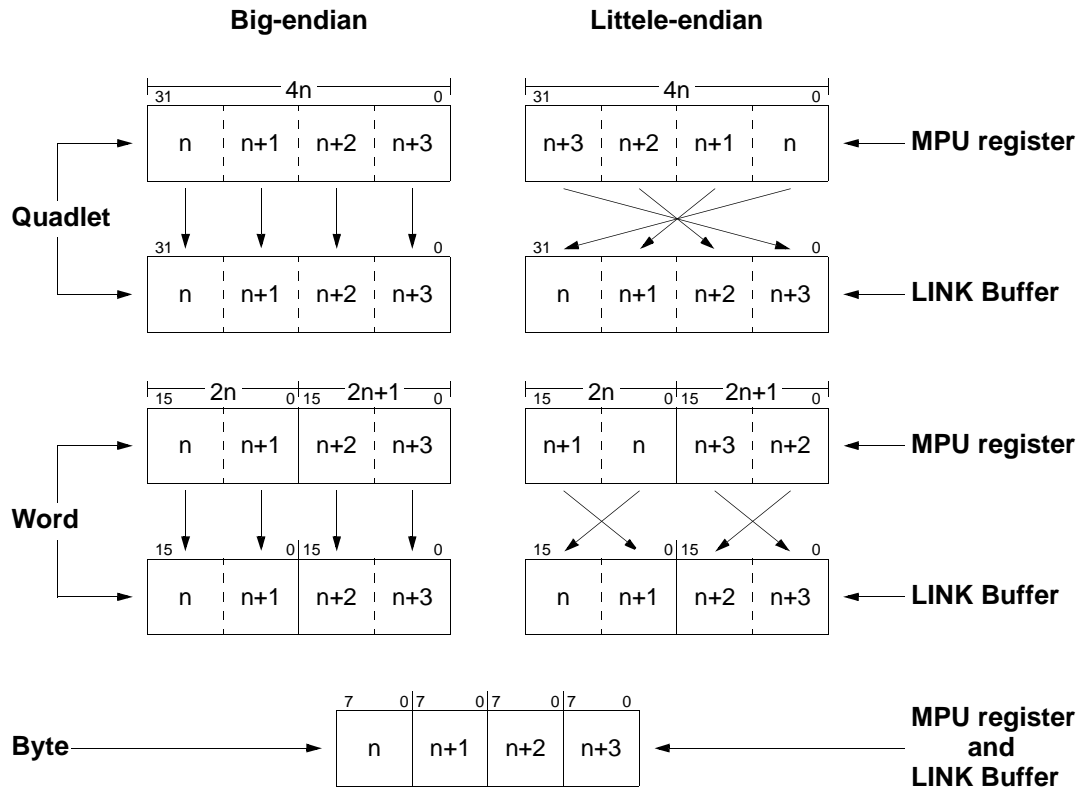 Big-endian Littele-endian
4n 4n
31 0 31 0
n n+1 n+2 n+3 n+3 n+2 n+1 n MPU register
Quadlet
31 0 31 0
n n+1 n+2 n+3 n n+1 n+2 n+3 LINK Buffer
2n 2n+1 2n 2n+1
15 0 15 0 15 0 15 0
n n+1 n+2 n+3 n+1 n n+3 n+2 MPU register
Word
15 0 15 0 15 0 15 0
n n+1 n+2 n+3 n n+1 n+2 n+3 LINK Buffer
7 0 7 0 7 0 7 0
Byte n n+1 n+2 n+3 MPU register
and
LINK Buffer